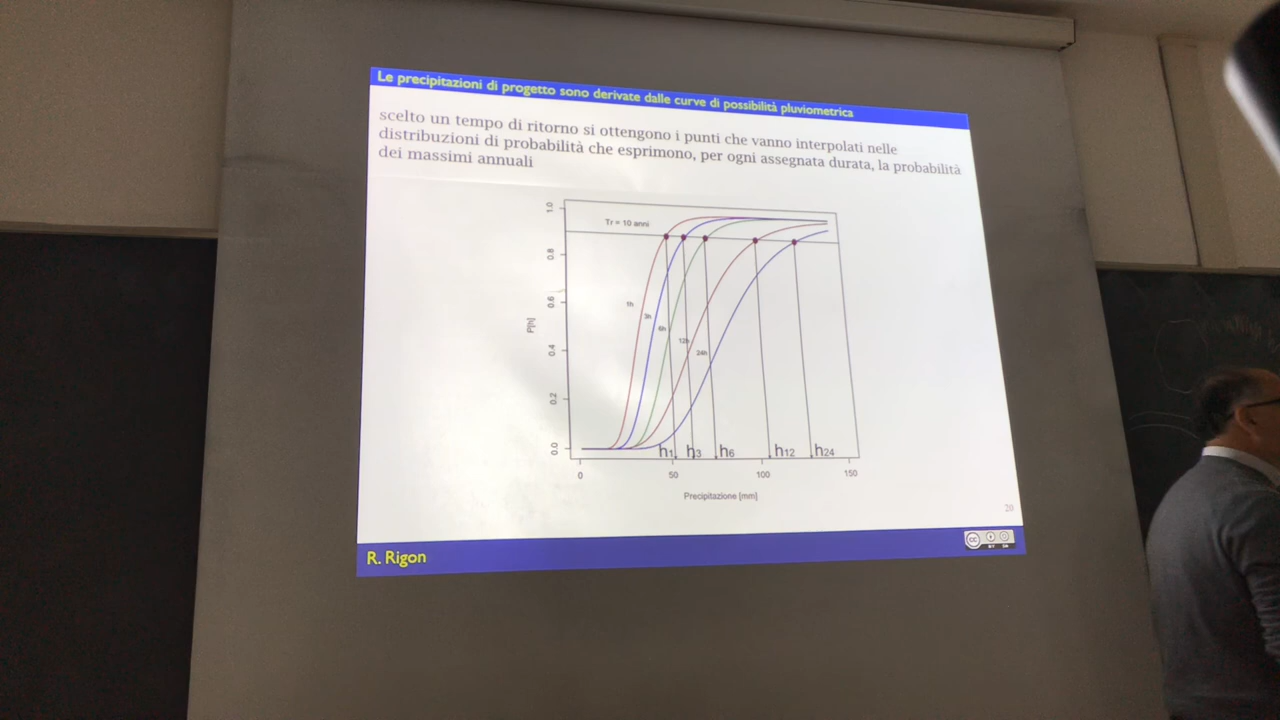 Le precipitazioni di progetto sono derivate dalle curve di possibilità pluviometrica
scelto un tempo di ritorno si ottengono i punti che vanno interpolati nelle
distribuzioni di probabilità che esprimono, per ogni assegnata durata, la probabilità
dei massimi annuali
Tr = 10 anni
1.0
0.8
0.6
0.4
0.2
0.0
P[h]
1h
3h
6h
12h
24h
h1 h3 h6 h12 h24
0 50 100 150
Precipitazione [mm]
20
R. Rigon
cc